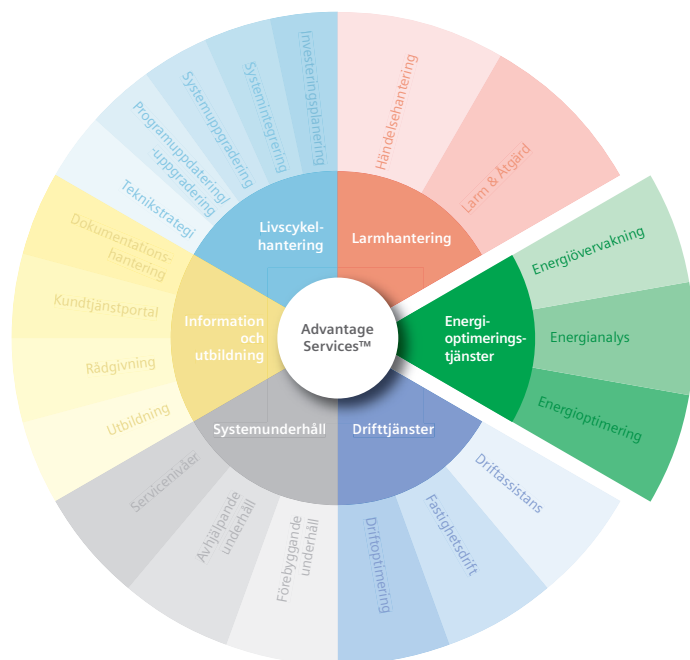 Advantage
Services™
Larmhantering
Händelsehantering
Larm & Åtgärd
Energi-
optimerings-
tjänster
Energiövervakning
Energianalys
Energioptimering
Drifttjänster
Driftassistans
Fastighetsdrift
Driftoptimering
Systemunderhåll
Förebyggande
underhåll
Avhjälpande
underhåll
Servicenivåer
Information
och
utbildning
Utbildning
Rådgivning
Kundtjänstportal
Dokumentations-
hantering
Livscykel-
hantering
Teknikstrategi
Programuppdatering/
-uppgradering
Systemuppgradering
Systemintegrering
Investeringsplanering